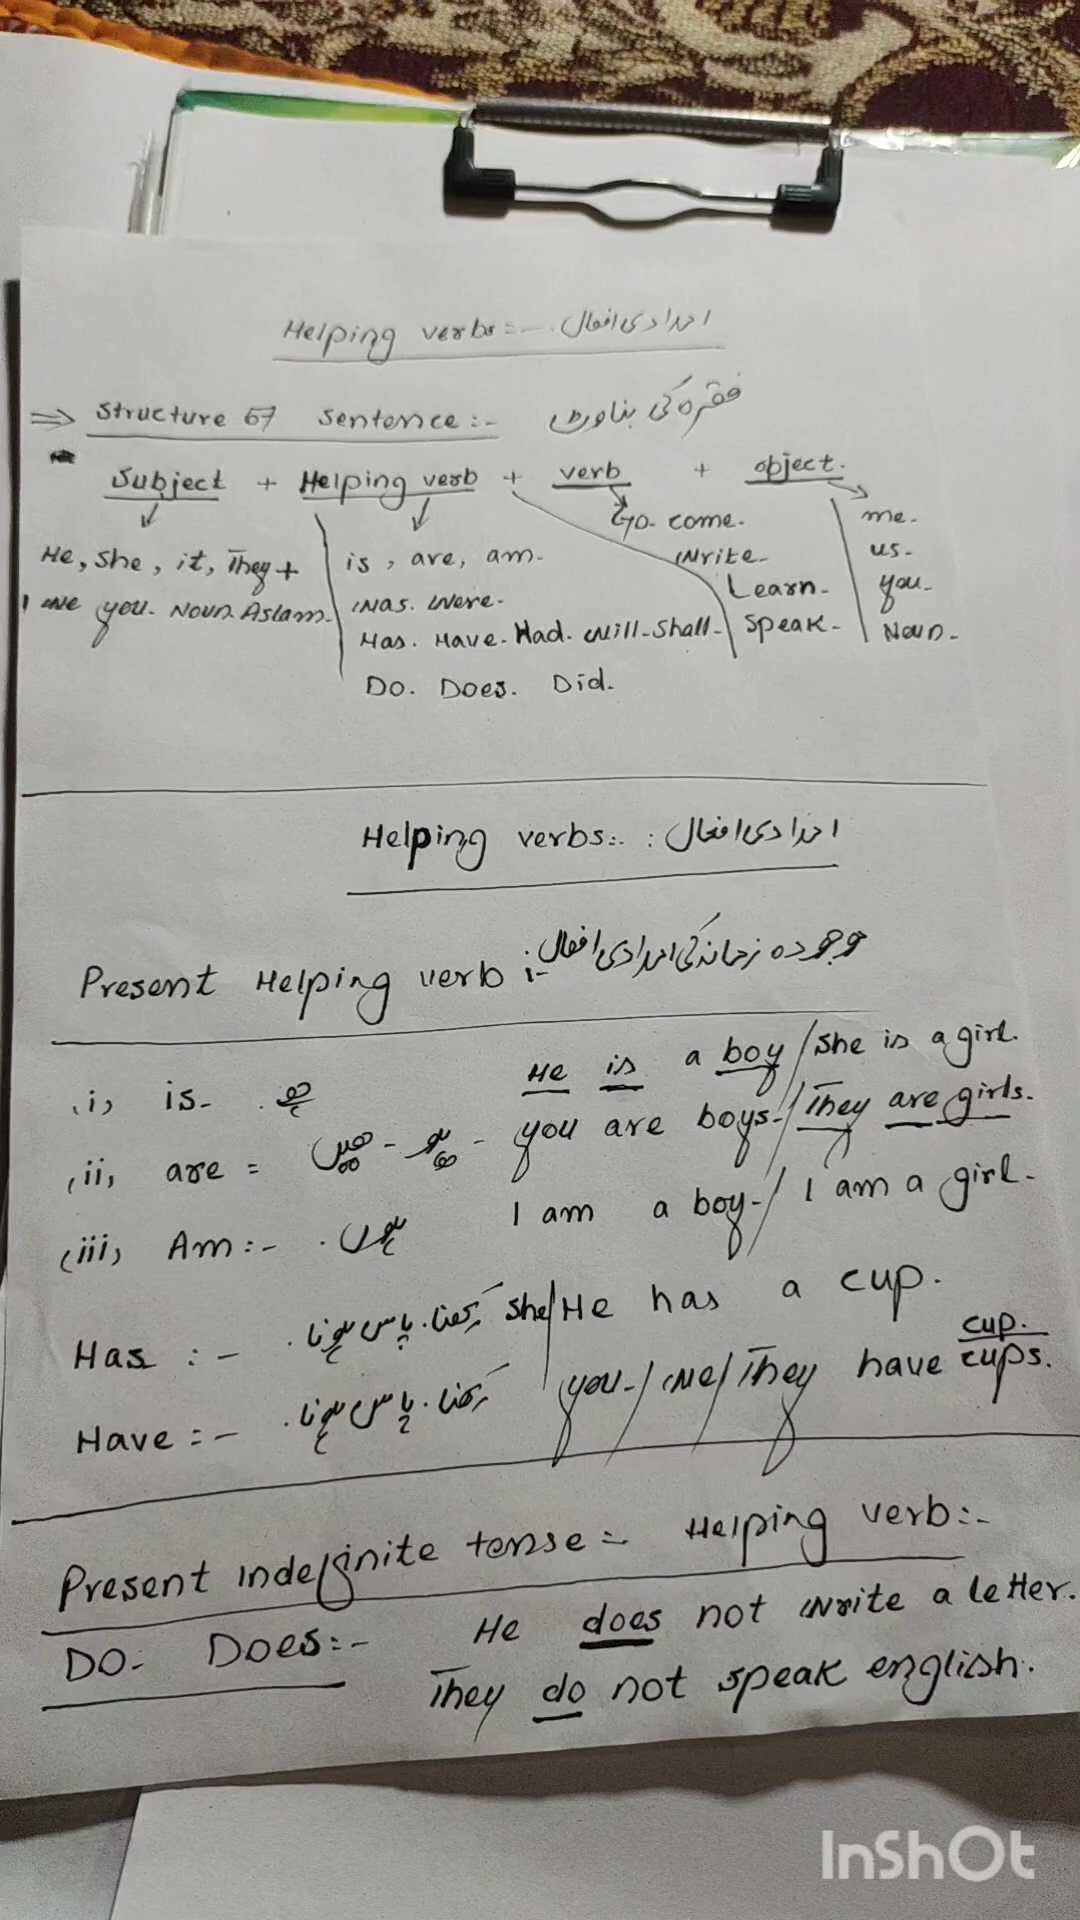 Helping verbs :- امدادی افعال
⇒ Structure of Sentence :- فقرہ کی بناوٹ
Subject + Helping verb + verb + object.
He, she, it, They + is, are, am. Go. come. me.
I we you. Noun Aslam. Was. Were. Write. us.
Has. Have. Had. Will. Shall. Learn. you.
Do. Does. Did. Speak. Noun.
Helping verbs :- امدادی افعال
Present Helping verb :- موجودہ زمانہ کی امدادی افعال
(i) is - ہے He is a boy / She is a girl.
(ii) are = ہیں - ہو - you are boys - / They are girls.
(iii) Am :- ہوں. I am a boy - / I am a girl -
Has :- رکھنا. پاس ہونا. She/He has a cup.
Have :- رکھنا. پاس ہونا. you - / we / They have cup. cups.
Present indefinite tense = Helping verb :-
DO - Does :- He does not write a letter.
They do not speak english.
InShOt